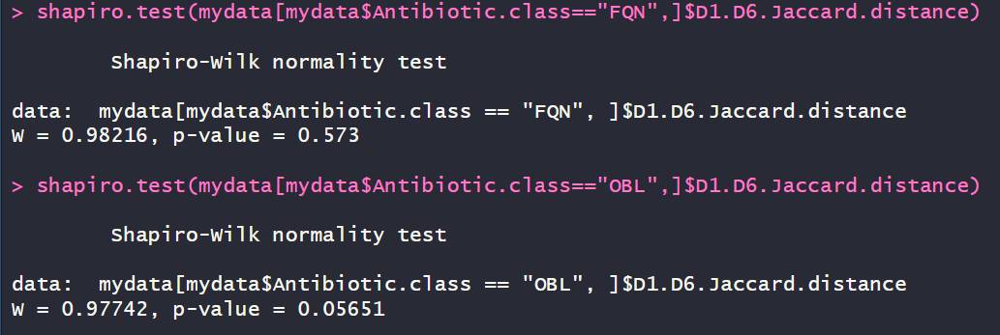 > shapiro.test(mydata[mydata$Antibiotic.class=="FQN",]$D1.D6.Jaccard.distance)
Shapiro-Wilk normality test
data:  mydata[mydata$Antibiotic.class == "FQN", ]$D1.D6.Jaccard.distance
W = 0.98216, p-value = 0.573
> shapiro.test(mydata[mydata$Antibiotic.class=="OBL",]$D1.D6.Jaccard.distance)
Shapiro-Wilk normality test
data:  mydata[mydata$Antibiotic.class == "OBL", ]$D1.D6.Jaccard.distance
W = 0.97742, p-value = 0.05651